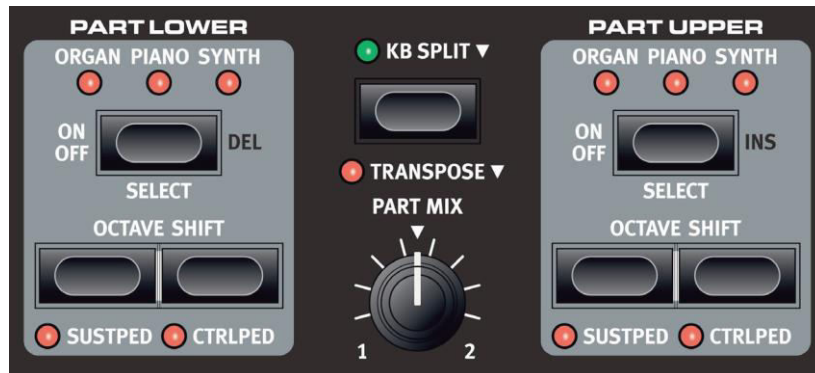 PART LOWER
ORGAN PIANO SYNTH
ON
OFF
DEL
SELECT
OCTAVE SHIFT
SUSTPED CTRLPED
KB SPLIT ▼
TRANSPOSE ▼
PART MIX
1 2
PART UPPER
ORGAN PIANO SYNTH
ON
OFF
INS
SELECT
OCTAVE SHIFT
SUSTPED CTRLPED